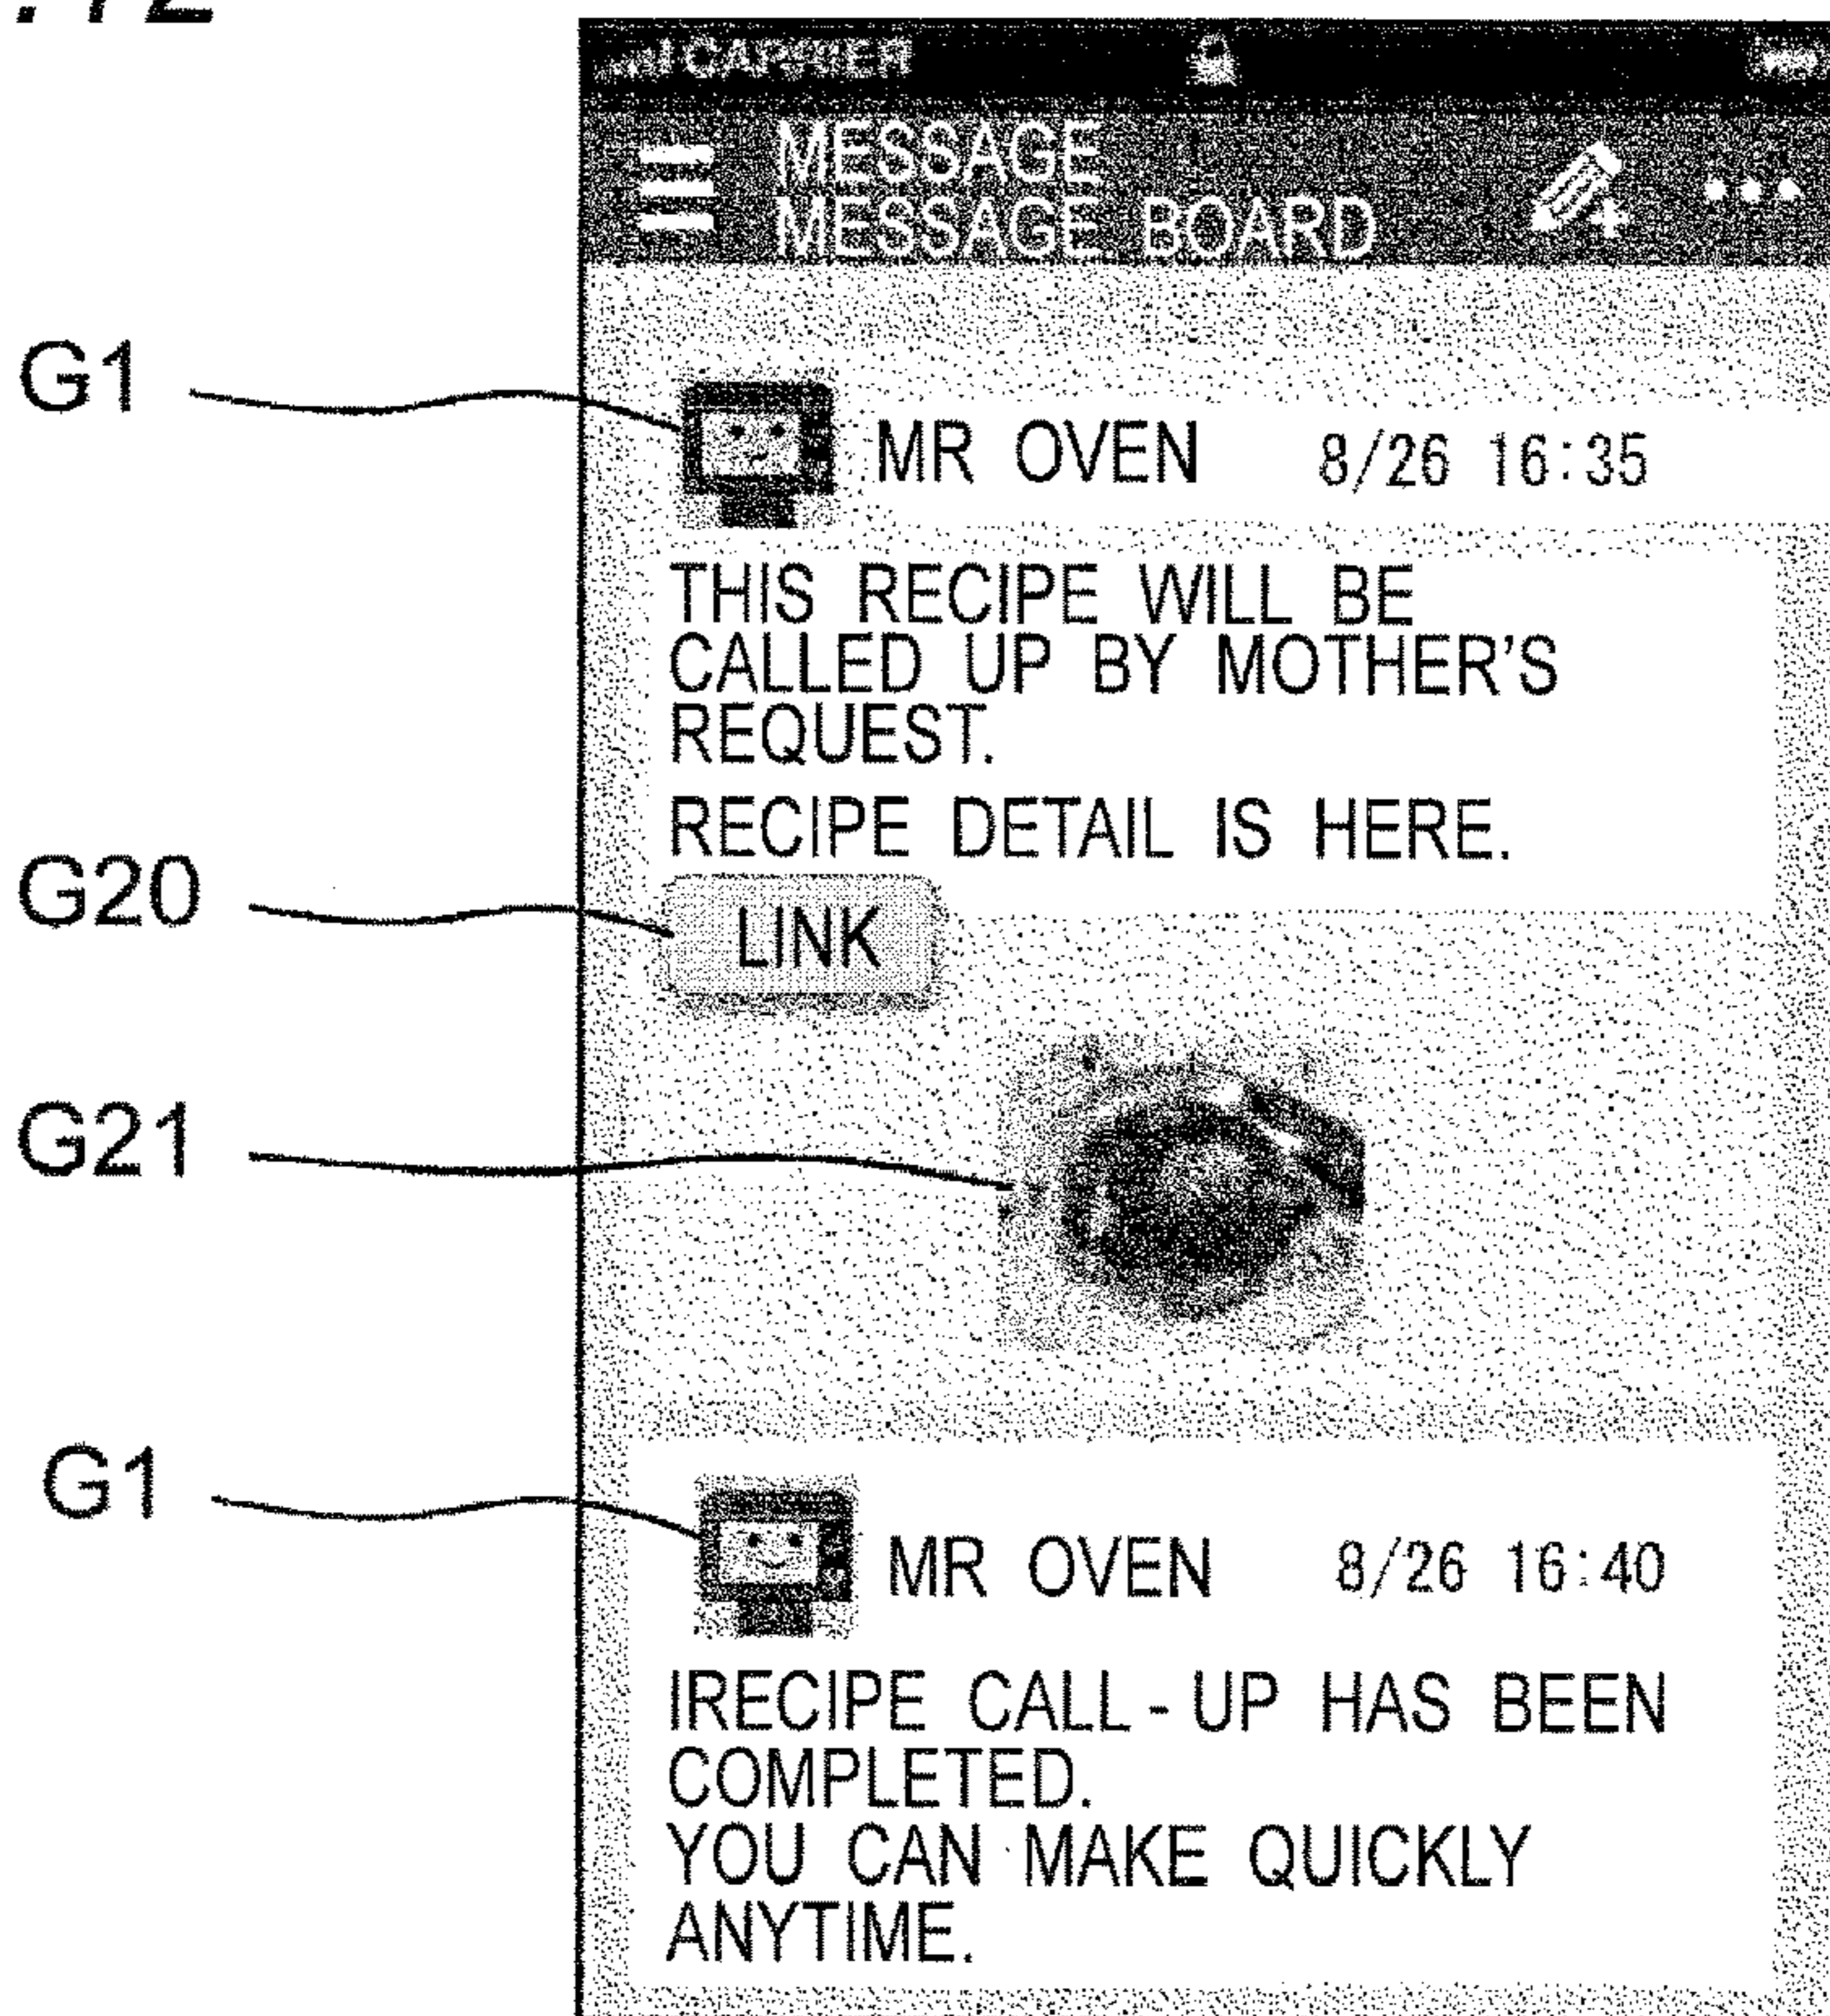 .12
CARRIER
MESSAGE
MESSAGE BOARD
G1
MR OVEN 8/26 16:35
THIS RECIPE WILL BE
CALLED UP BY MOTHER'S
REQUEST.
RECIPE DETAIL IS HERE.
G20
LINK
G21
G1
MR OVEN 8/26 16:40
IRECIPE CALL-UP HAS BEEN
COMPLETED.
YOU CAN MAKE QUICKLY
ANYTIME.